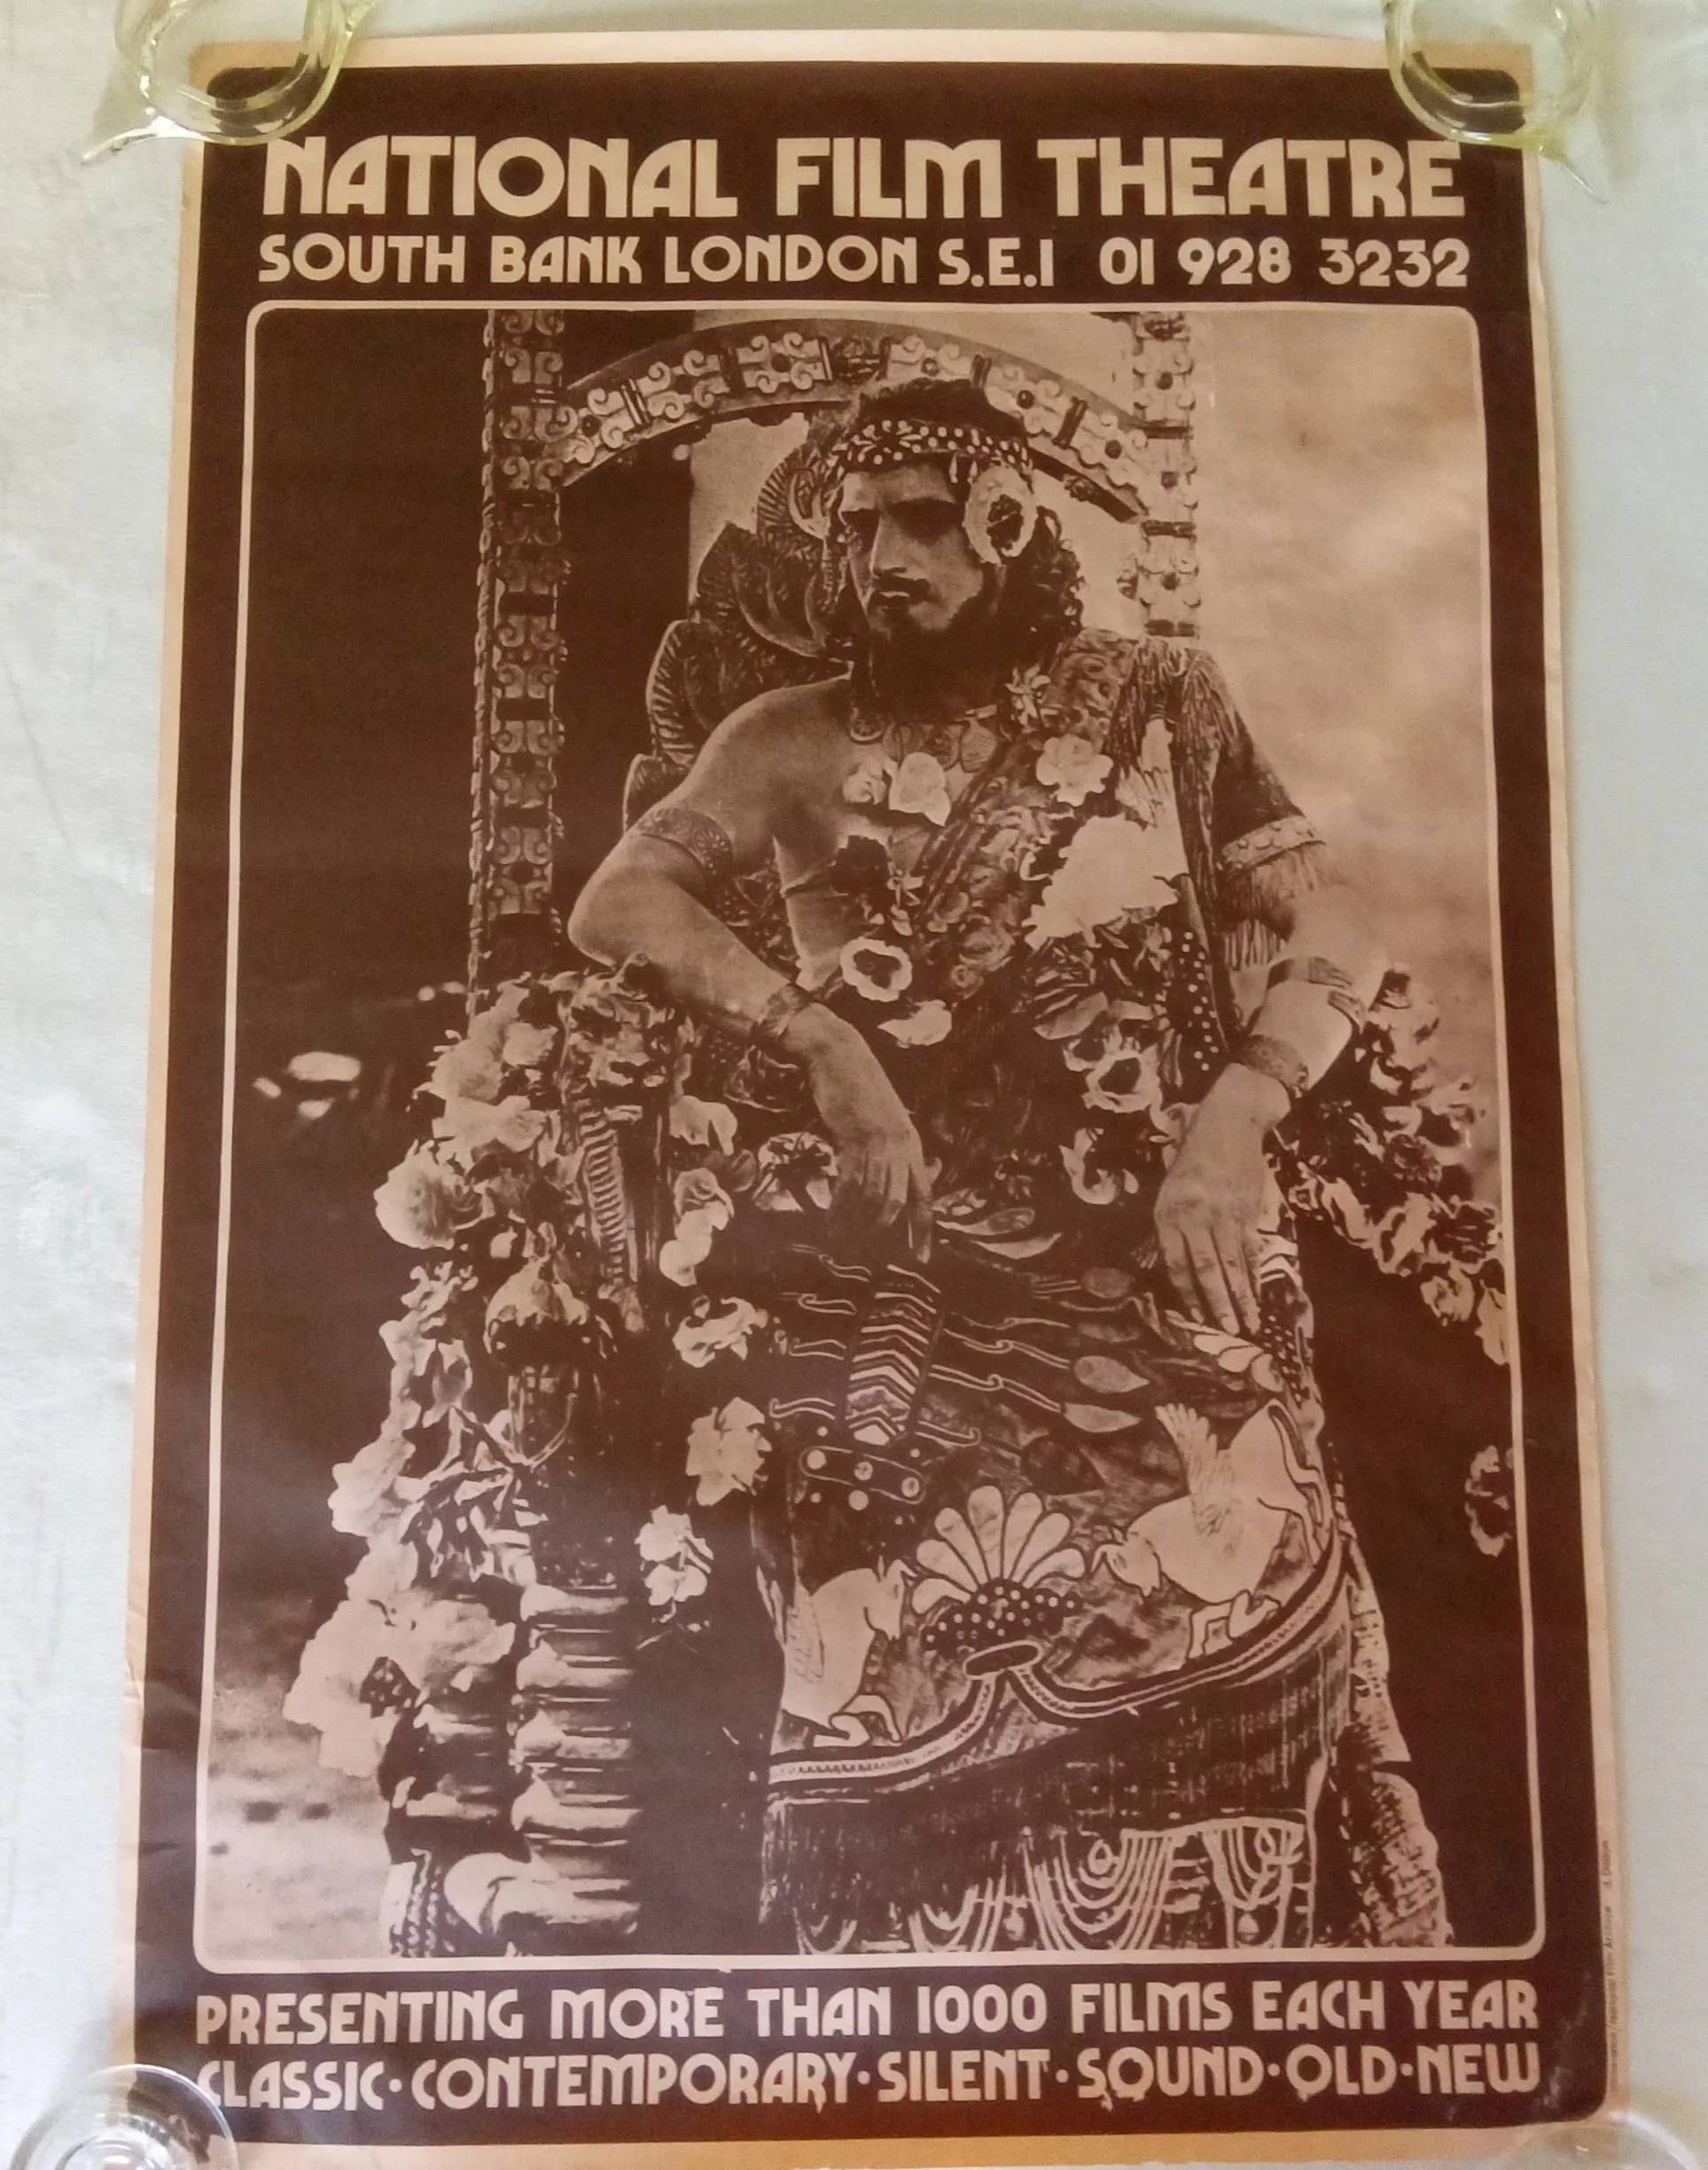 NATIONAL FILM THEATRE
SOUTH BANK LONDON S.E.1 01 928 3232
PRESENTING MORE THAN 1000 FILMS EACH YEAR
CLASSIC·CONTEMPORARY·SILENT·SOUND·OLD·NEW